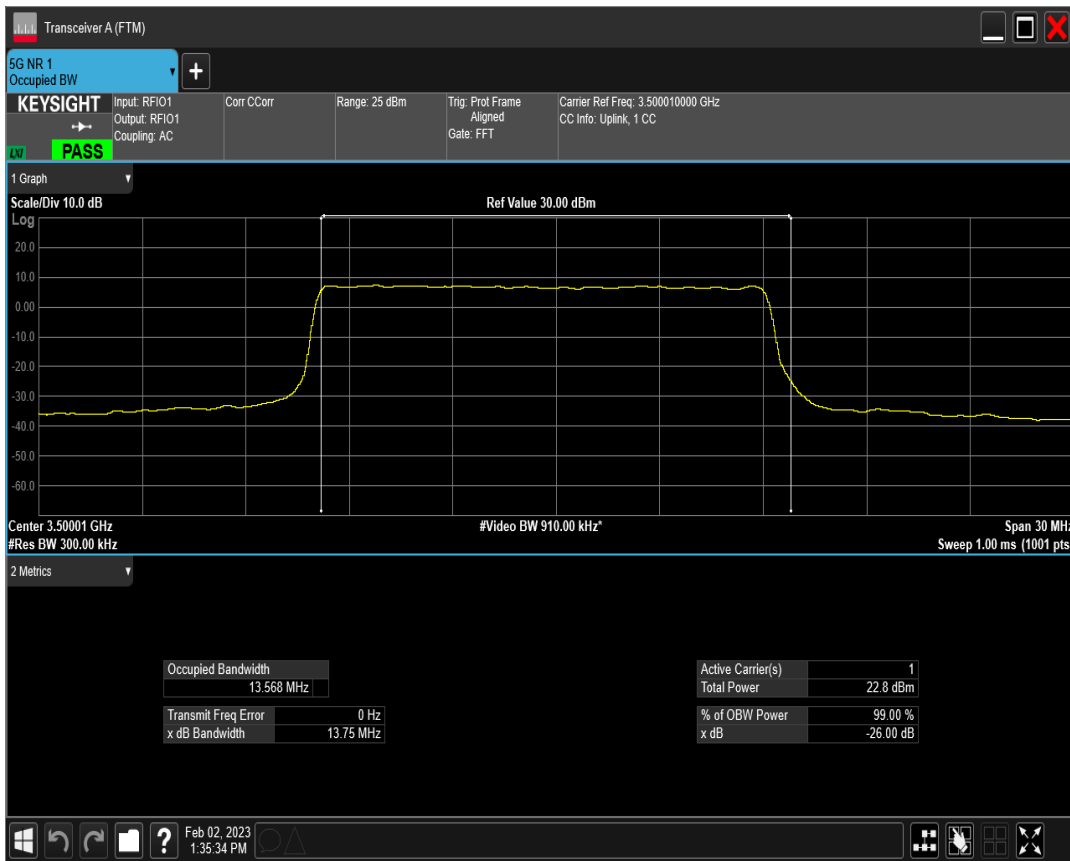 Transceiver A (FTM)
5G NR 1
Occupied BW
+
KEYSIGHT
LXI
PASS
Input: RFIO1
Output: RFIO1
Coupling: AC
Corr CCorr
Range: 25 dBm
Trig: Prot Frame
Aligned
Gate: FFT
Carrier Ref Freq: 3.500010000 GHz
CC Info: Uplink, 1 CC
1 Graph
Scale/Div 10.0 dB
Ref Value 30.00 dBm
Log
20.0
10.0
0.00
-10.0
-20.0
-30.0
-40.0
-50.0
-60.0
Center 3.50001 GHz
#Video BW 910.00 kHz*
Span 30 MHz
#Res BW 300.00 kHz
Sweep 1.00 ms (1001 pts
2 Metrics
Occupied Bandwidth
13.568 MHz
Transmit Freq Error 0 Hz
x dB Bandwidth 13.75 MHz
Active Carrier(s) 1
Total Power 22.8 dBm
% of OBW Power 99.00 %
x dB -26.00 dB
?
Feb 02, 2023
1:35:34 PM